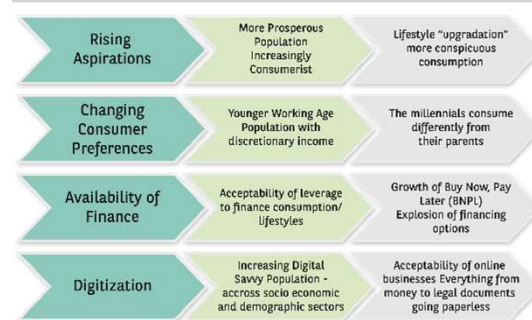 Rising
Aspirations
More Prosperous
Population
Increasingly
Consumerist
Lifestyle "upgradation"
more conspicuous
consumption
Changing
Consumer
Preferences
Younger Working Age
Population with
discretionary income
The millennials consume
differently from
their parents
Availability of
Finance
Acceptability of leverage
to finance consumption/
lifestyles
Growth of Buy Now, Pay
Later (BNPL)
Explosion of financing
options
Digitization
Increasing Digital
Savvy Population -
accross socio economic
and demographic sectors
Acceptability of online
businesses Everything from
money to legal documents
going paperless